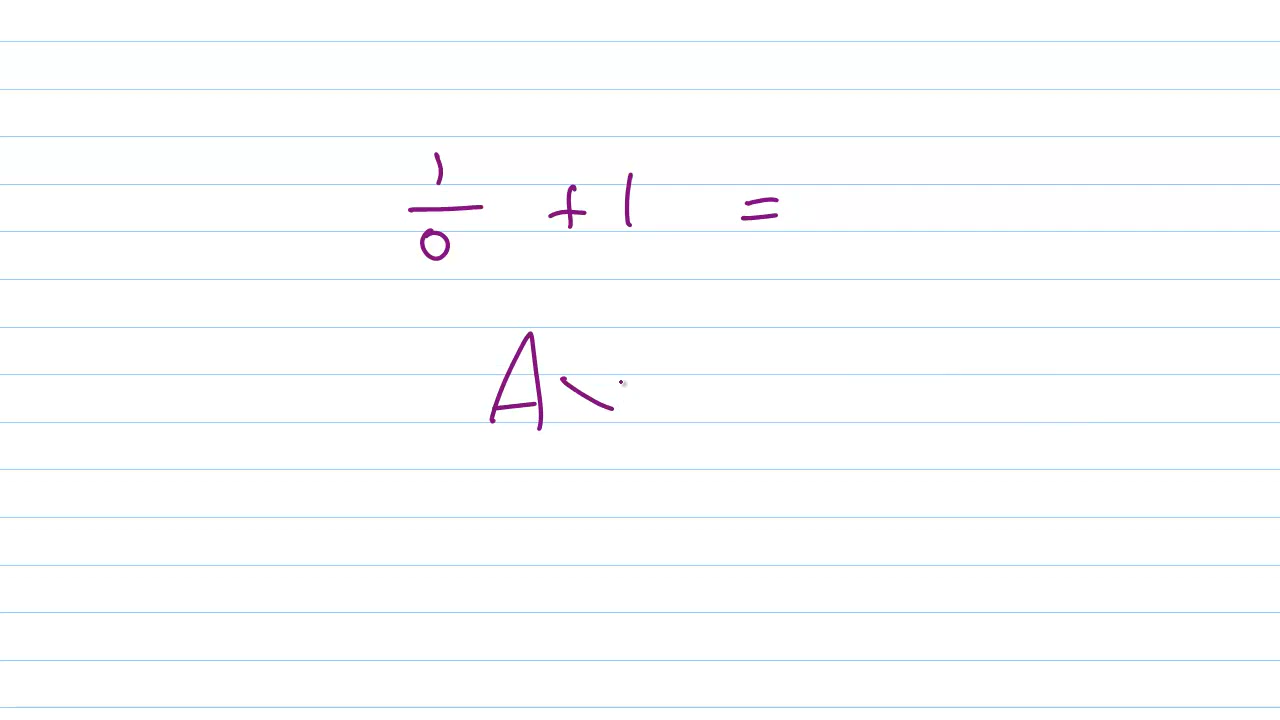 1/0 + 1 =
A